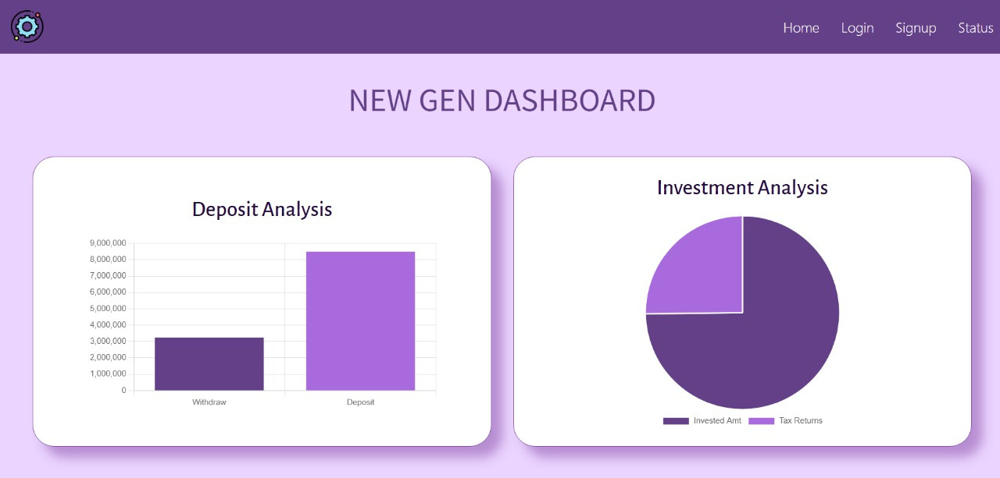 Home Login Signup Status
NEW GEN DASHBOARD
Deposit Analysis
9,000,000
8,000,000
7,000,000
6,000,000
5,000,000
4,000,000
3,000,000
2,000,000
1,000,000
0
Withdraw Deposit
Investment Analysis
Invested Amt Tax Returns